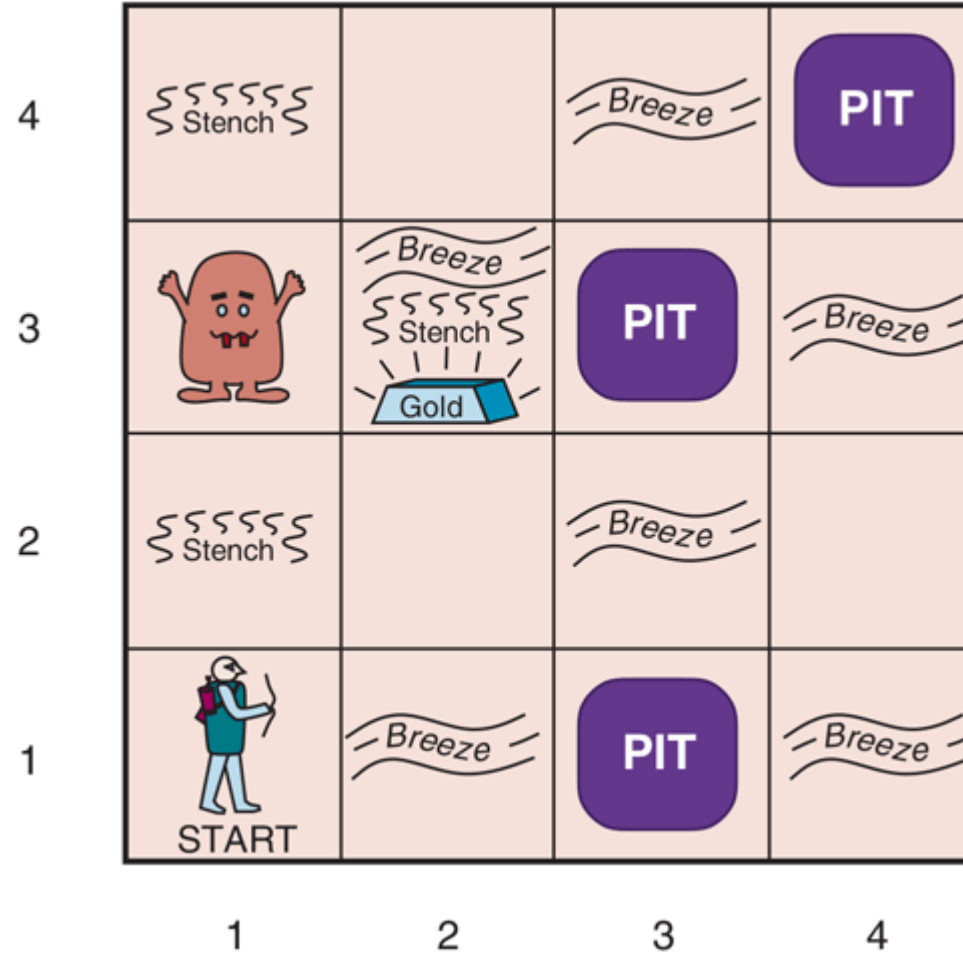 4
Stench
Breeze
PIT
3
Breeze
Stench
Gold
PIT
Breeze
2
Stench
Breeze
1
START
Breeze
PIT
Breeze
1 2 3 4